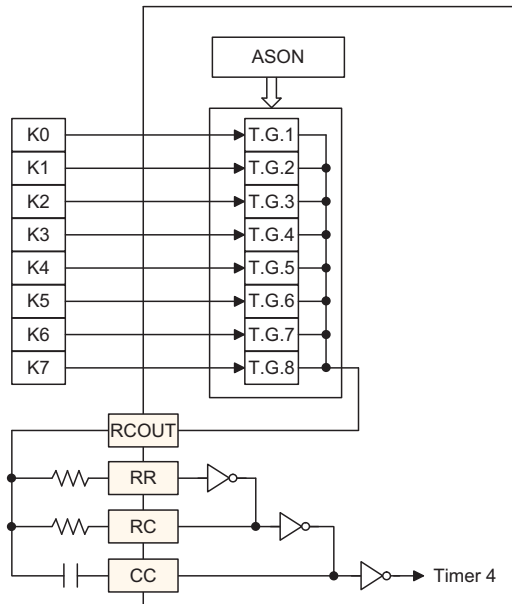 ASON
K0 T.G.1
K1 T.G.2
K2 T.G.3
K3 T.G.4
K4 T.G.5
K5 T.G.6
K6 T.G.7
K7 T.G.8
RCOUT
RR
RC
CC Timer 4